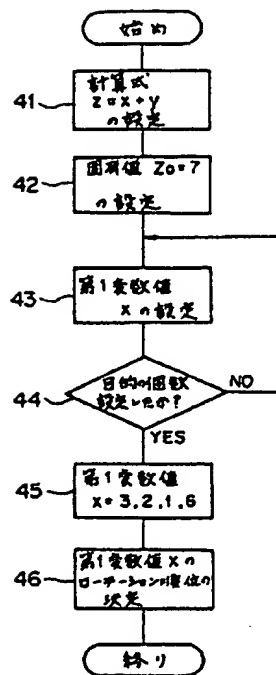 始め
41
計算式
z=x+y
の設定
42
固有値 Zo=7
の設定
43
第1変数値
xの設定
44
目的の回数
設定したか?
NO
YES
45
第1変数値
x=3.2.1.6
46
第1変数値xの
ローテーション順位の
決定
終り